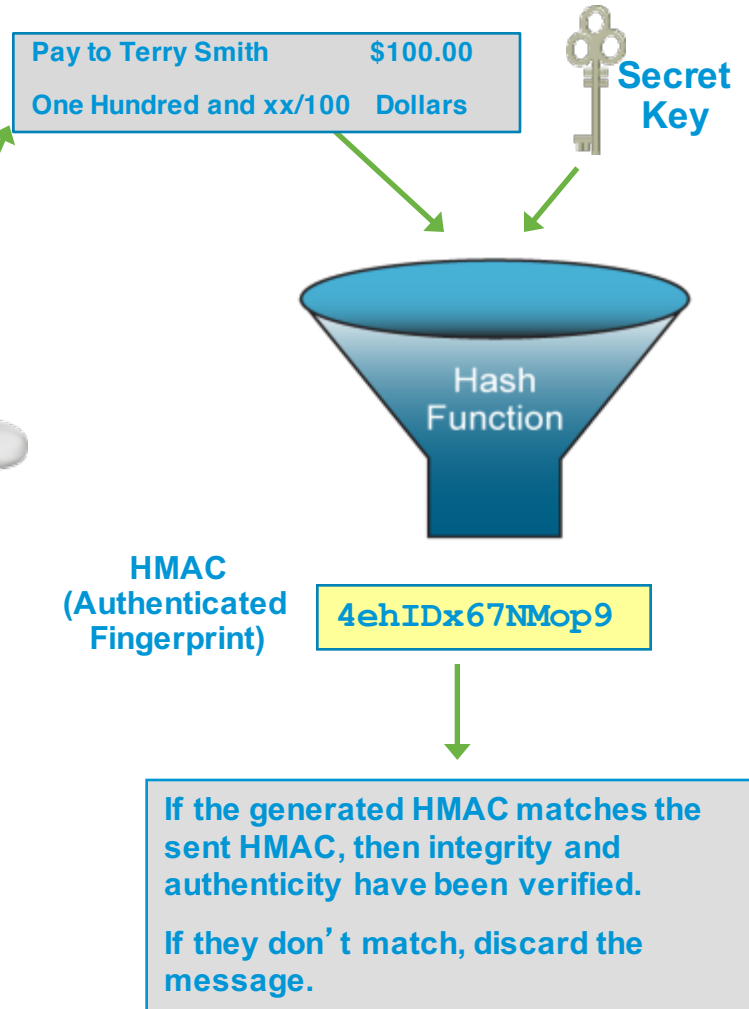 Pay to Terry Smith $100.00
One Hundred and xx/100 Dollars
Secret
Key
Hash
Function
HMAC
(Authenticated
Fingerprint)
4ehIDx67NMop9
If the generated HMAC matches the
sent HMAC, then integrity and
authenticity have been verified.
If they don’t match, discard the
message.